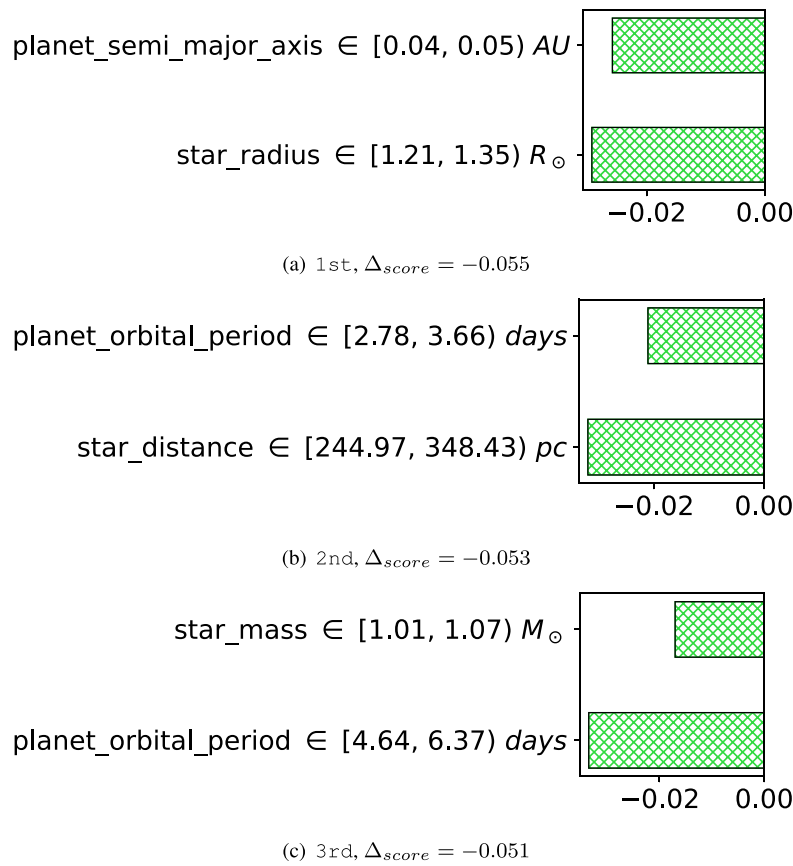 planet_semi_major_axis ∈ [0.04, 0.05) AU
star_radius ∈ [1.21, 1.35) R⊙
−0.02 0.00
(a) 1st, Δscore = −0.055
planet_orbital_period ∈ [2.78, 3.66) days
star_distance ∈ [244.97, 348.43) pc
−0.02 0.00
(b) 2nd, Δscore = −0.053
star_mass ∈ [1.01, 1.07) M⊙
planet_orbital_period ∈ [4.64, 6.37) days
−0.02 0.00
(c) 3rd, Δscore = −0.051